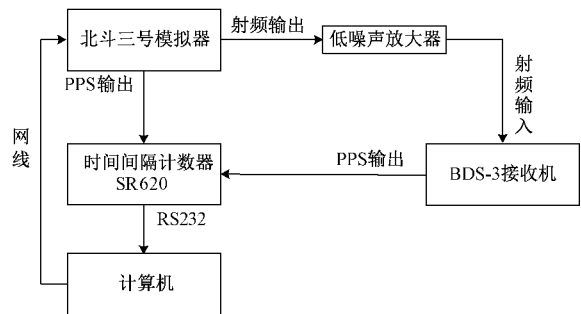 北斗三号模拟器
射频输出
低噪声放大器
PPS输出
射频输入
网线
时间间隔计数器
SR620
PPS输出
BDS-3接收机
RS232
计算机